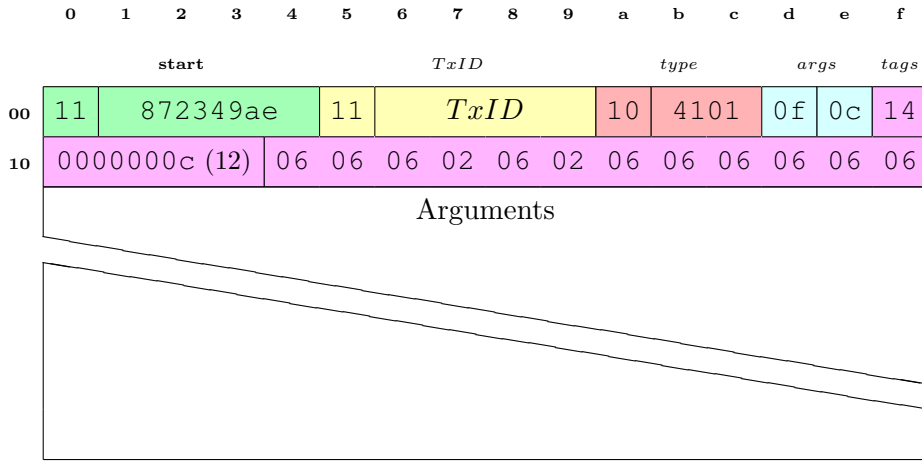 0 1 2 3 4 5 6 7 8 9 a b c d e f
start TxID type args tags
00 11 872349ae 11 TxID 10 4101 0f 0c 14
10 0000000c (12) 06 06 06 02 06 02 06 06 06 06 06 06
Arguments